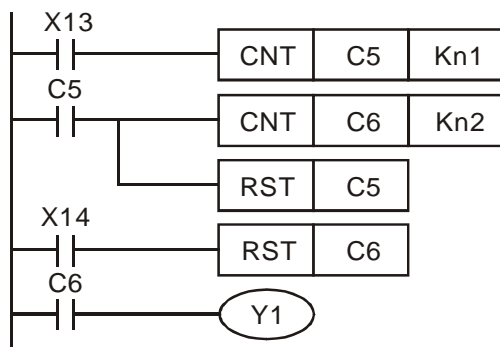 X13
CNT C5 Kn1
C5
CNT C6 Kn2
RST C5
X14
RST C6
C6
Y1